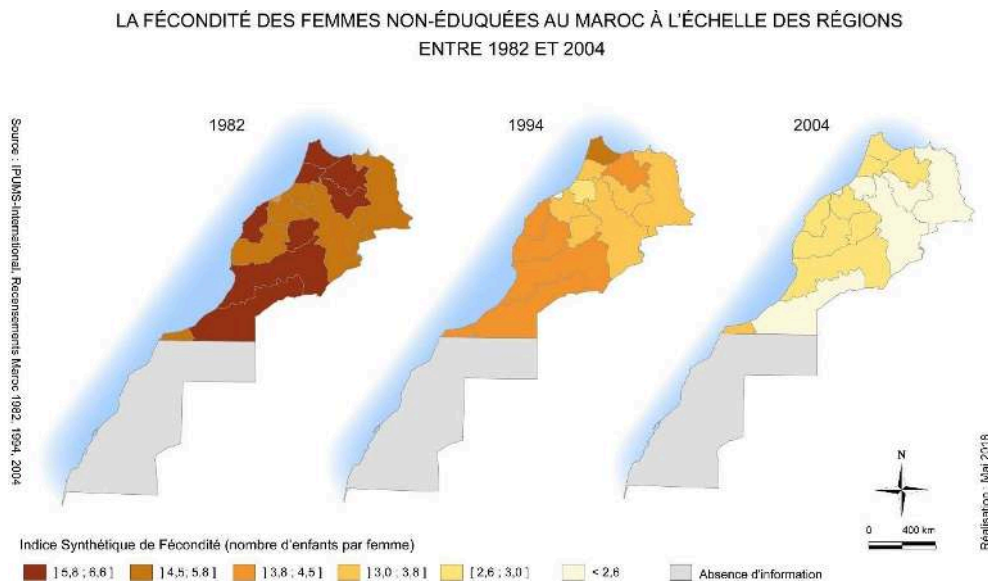 LA FÉCONDITÉ DES FEMMES NON-ÉDUQUÉES AU MAROC À L'ÉCHELLE DES RÉGIONS
ENTRE 1982 ET 2004
1982
1994
2004
Source : IPUMS-International, Recensements Maroc 1982, 1994, 2004
N
0 400 km
Réalisation : Mai 2018
Indice Synthétique de Fécondité (nombre d'enfants par femme)
] 5,8 ; 6,6 ] ] 4,5; 5,8 ] ] 3,8 ; 4,5 ] ] 3,0 ; 3,8 ] [ 2,6 ; 3,0 ] < 2,6 Absence d'information